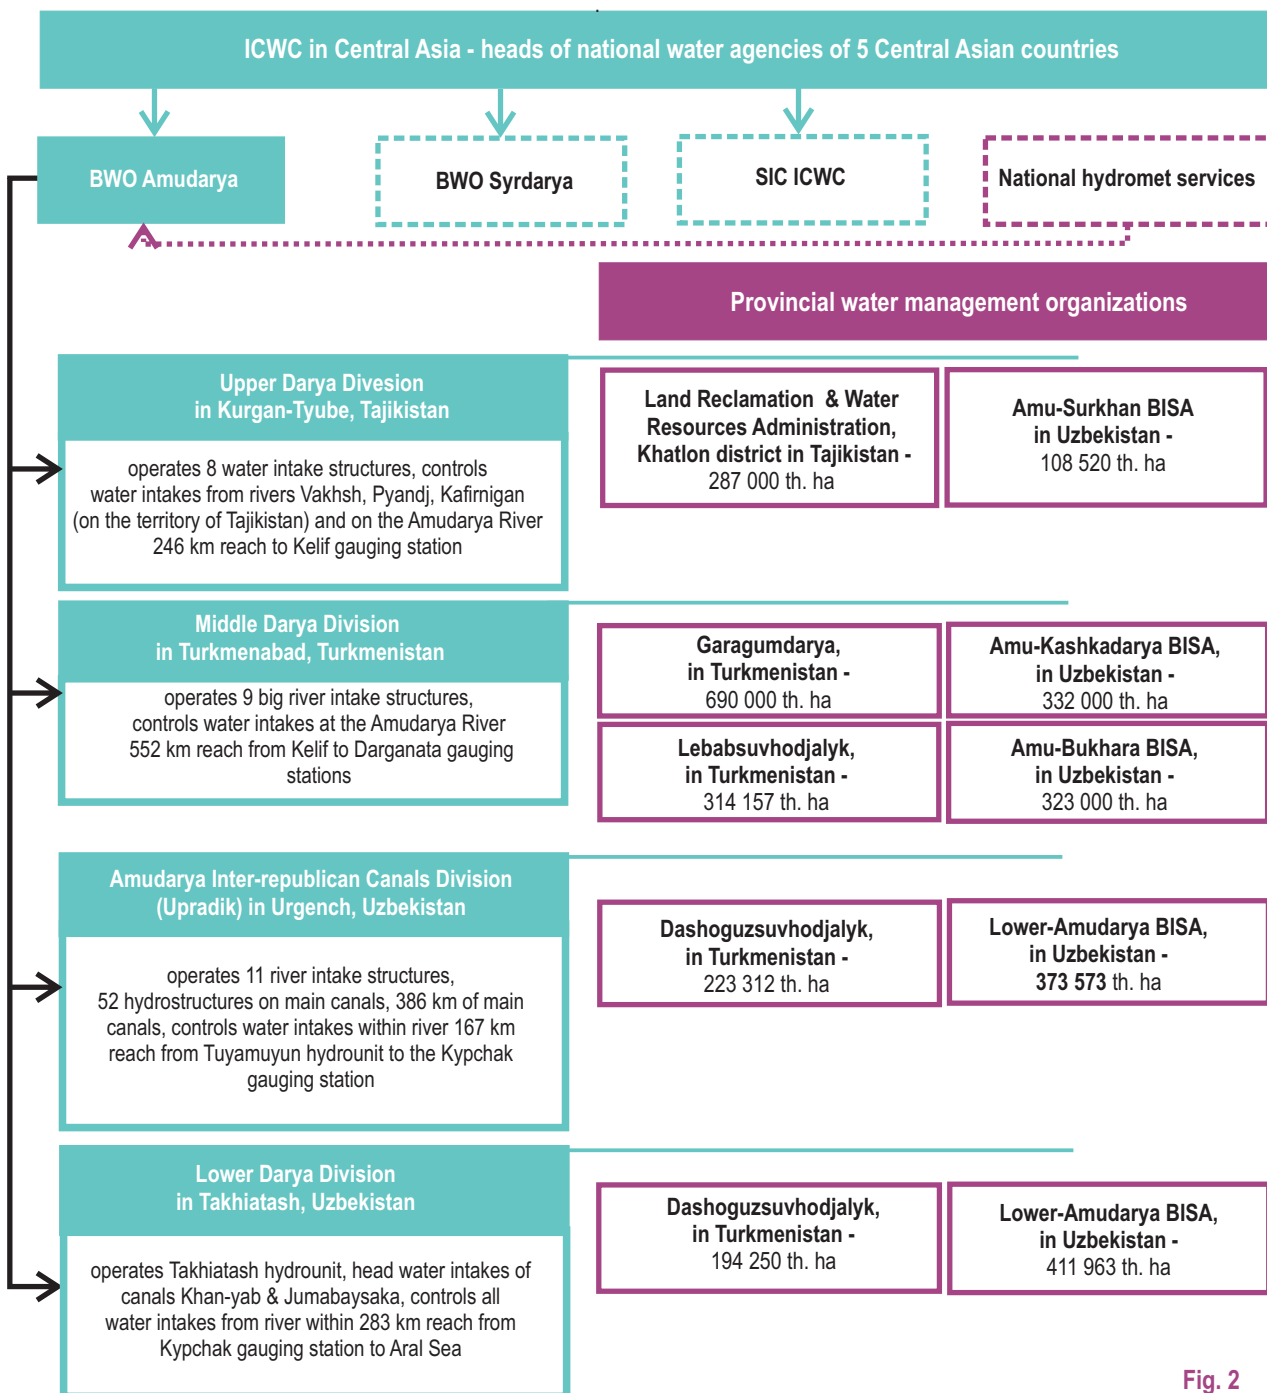 ICWC in Central Asia - heads of national water agencies of 5 Central Asian countries
BWO Amudarya
BWO Syrdarya
SIC ICWC
National hydromet services
Provincial water management organizations
Upper Darya Divesion
in Kurgan-Tyube, Tajikistan
operates 8 water intake structures, controls
water intakes from rivers Vakhsh, Pyandj, Kafirnigan
(on the territory of Tajikistan) and on the Amudarya River
246 km reach to Kelif gauging station
Land Reclamation & Water
Resources Administration,
Khatlon district in Tajikistan -
287 000 th. ha
Amu-Surkhan BISA
in Uzbekistan -
108 520 th. ha
Middle Darya Division
in Turkmenabad, Turkmenistan
operates 9 big river intake structures,
controls water intakes at the Amudarya River
552 km reach from Kelif to Darganata gauging
stations
Garagumdarya,
in Turkmenistan -
690 000 th. ha
Amu-Kashkadarya BISA,
in Uzbekistan -
332 000 th. ha
Lebabsuvhodjalyk,
in Turkmenistan -
314 157 th. ha
Amu-Bukhara BISA,
in Uzbekistan -
323 000 th. ha
Amudarya Inter-republican Canals Division
(Upradik) in Urgench, Uzbekistan
operates 11 river intake structures,
52 hydrostructures on main canals, 386 km of main
canals, controls water intakes within river 167 km
reach from Tuyamuyun hydrounit to the Kypchak
gauging station
Dashoguzsuvhodjalyk,
in Turkmenistan -
223 312 th. ha
Lower-Amudarya BISA,
in Uzbekistan -
373 573 th. ha
Lower Darya Division
in Takhiatash, Uzbekistan
operates Takhiatash hydrounit, head water intakes of
canals Khan-yab & Jumabaysaka, controls all
water intakes from river within 283 km reach from
Kypchak gauging station to Aral Sea
Dashoguzsuvhodjalyk,
in Turkmenistan -
194 250 th. ha
Lower-Amudarya BISA,
in Uzbekistan -
411 963 th. ha
Fig. 2